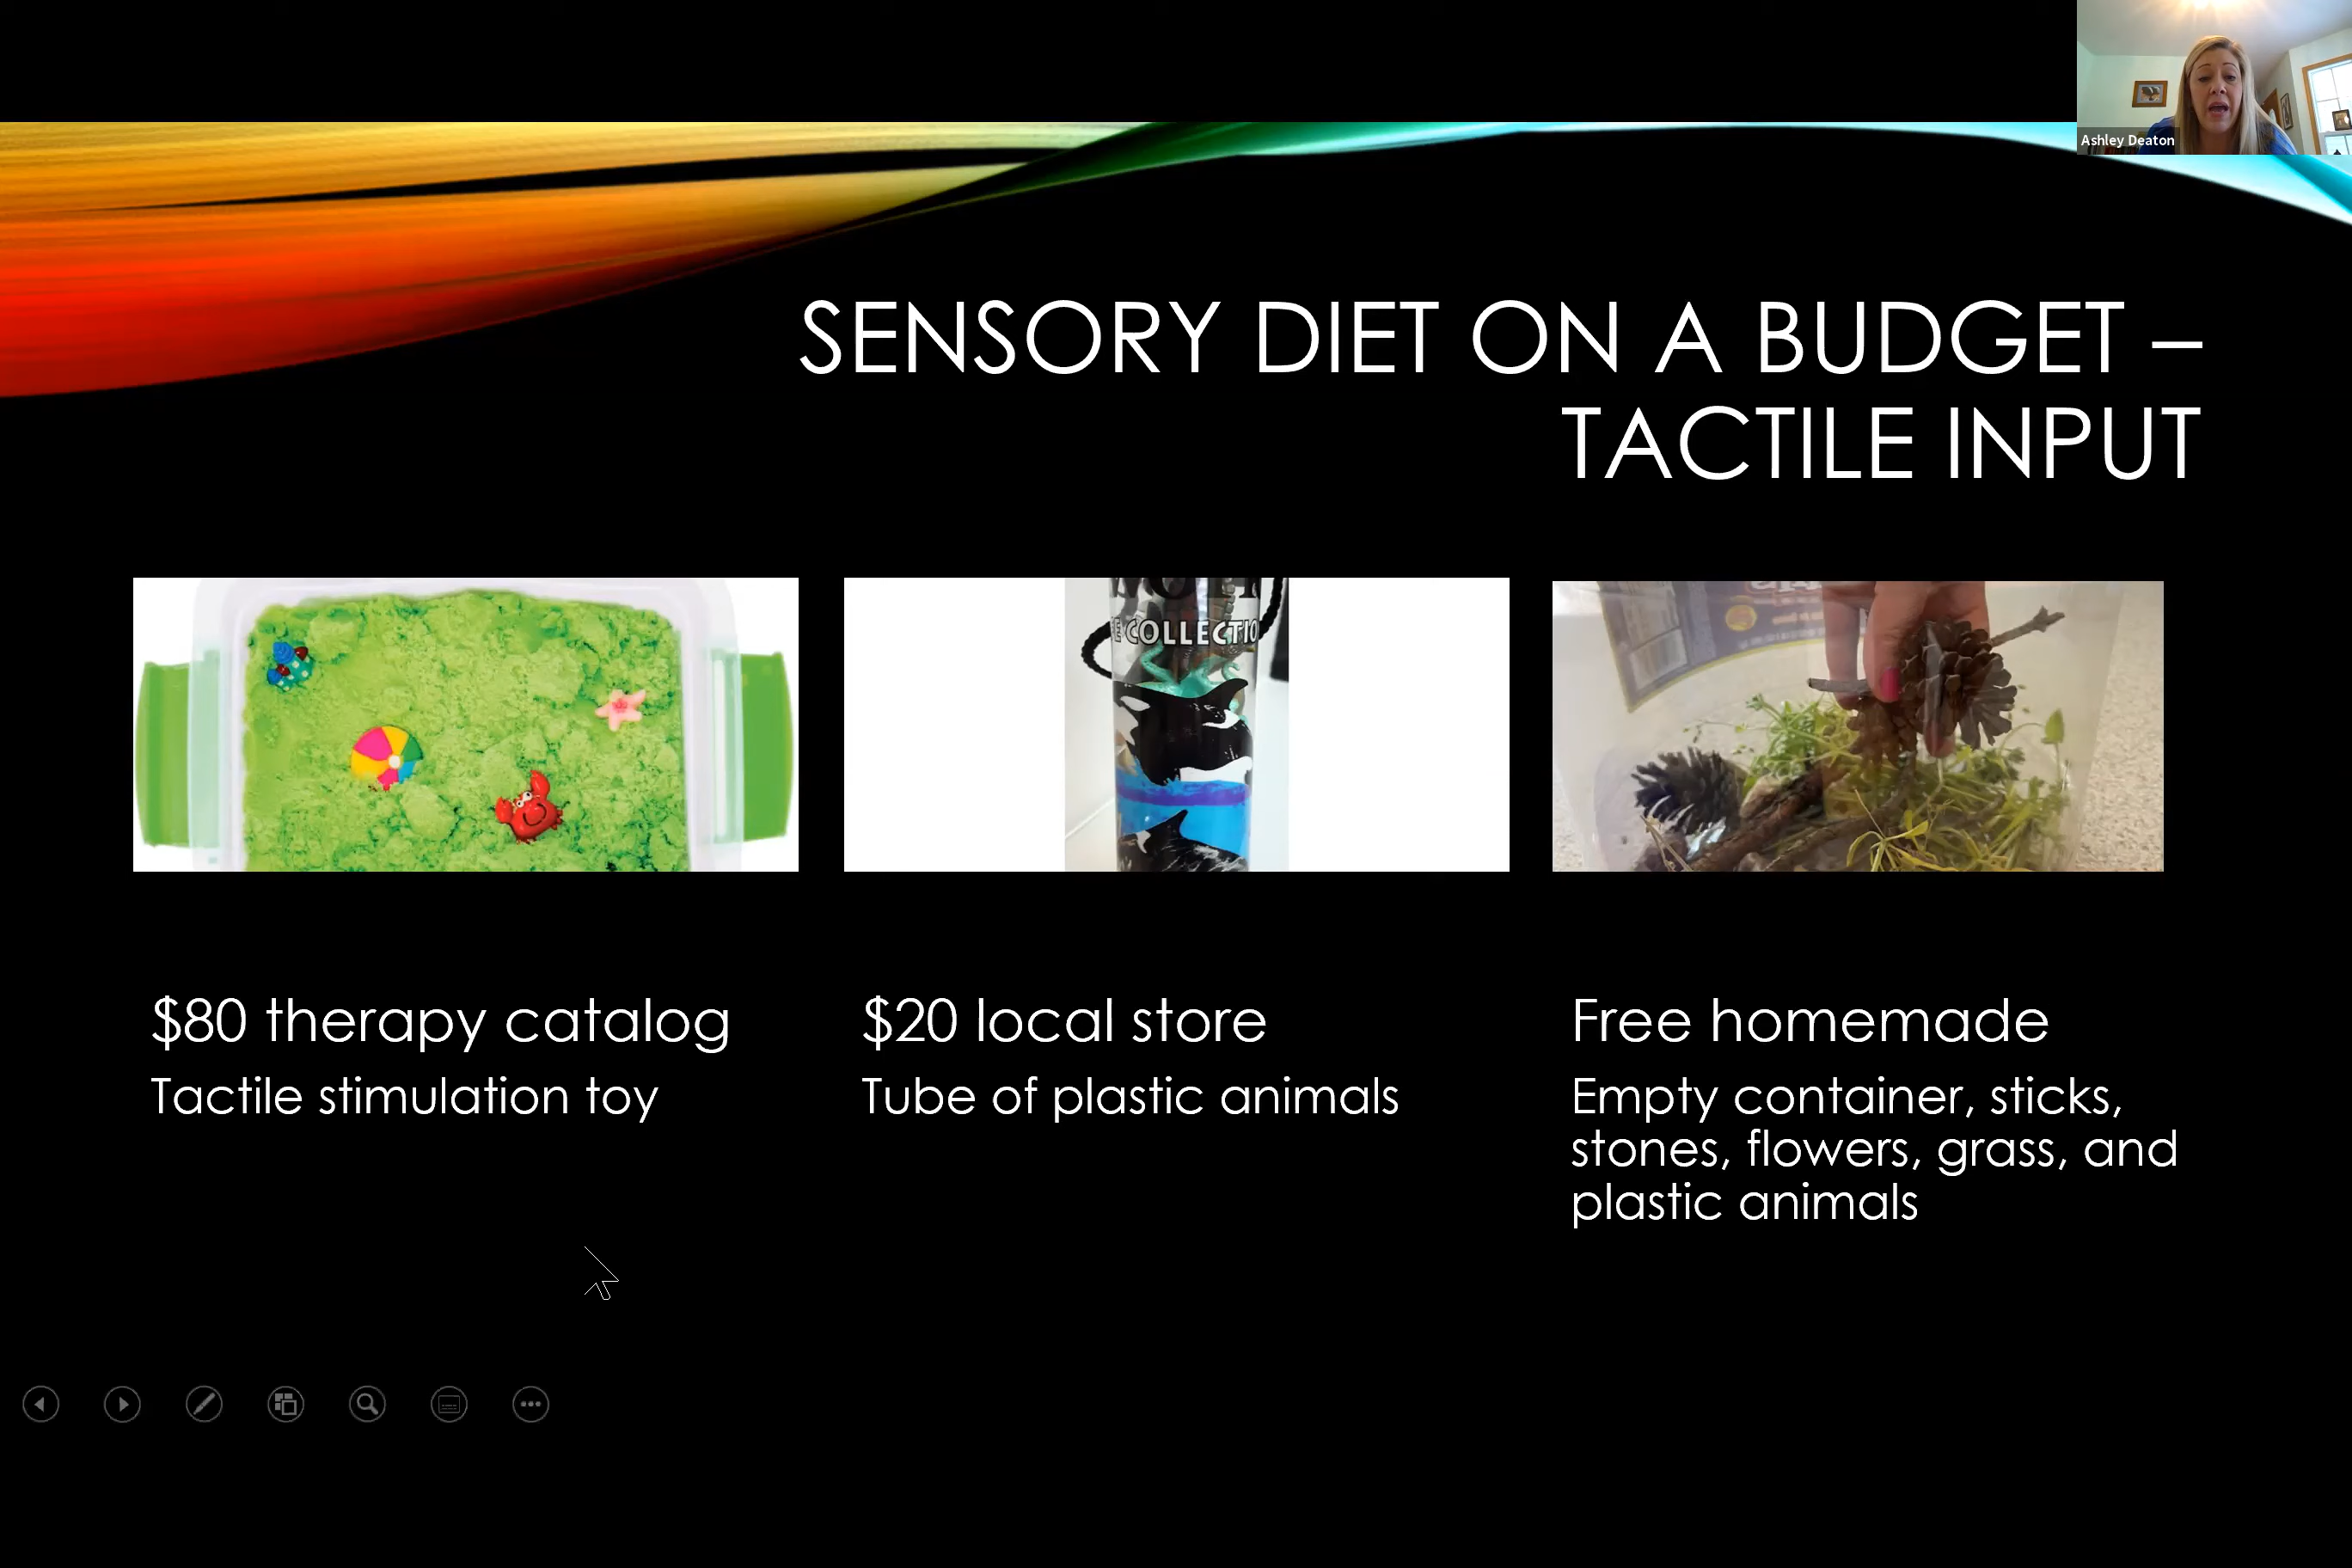 Ashley Deaton
SENSORY DIET ON A BUDGET –
TACTILE INPUT
COLLECTIO
$80 therapy catalog
Tactile stimulation toy
$20 local store
Tube of plastic animals
Free homemade
Empty container, sticks,
stones, flowers, grass, and
plastic animals